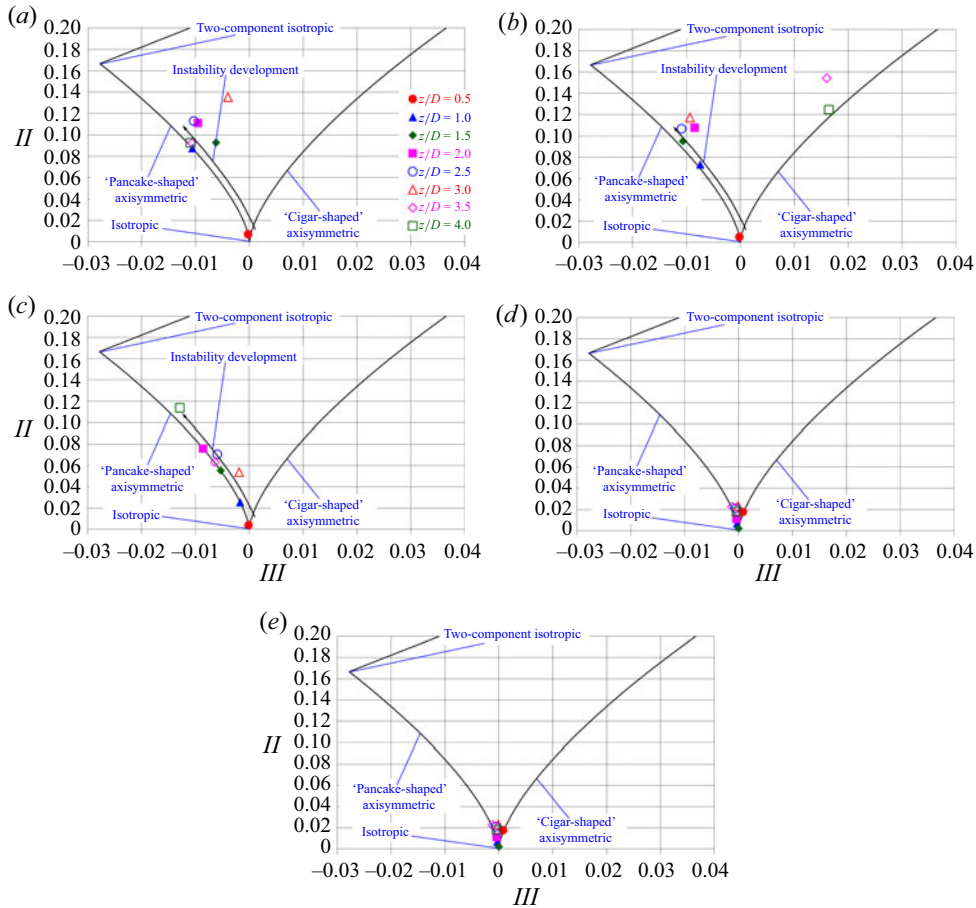 (a)
0.20
0.18
0.16
0.14
0.12
0.10
0.08
0.06
0.04
0.02
0
II
Two-component isotropic
Instability development
'Pancake-shaped'
axisymmetric
Isotropic
'Cigar-shaped'
axisymmetric
z/D = 0.5
z/D = 1.0
z/D = 1.5
z/D = 2.0
z/D = 2.5
z/D = 3.0
z/D = 3.5
z/D = 4.0
−0.03 −0.02 −0.01 0 0.01 0.02 0.03 0.04
(b)
0.20
0.18
0.16
0.14
0.12
0.10
0.08
0.06
0.04
0.02
0
Two-component isotropic
Instability development
'Pancake-shaped'
axisymmetric
Isotropic
'Cigar-shaped'
axisymmetric
−0.03 −0.02 −0.01 0 0.01 0.02 0.03 0.04
(c)
0.20
0.18
0.16
0.14
0.12
0.10
0.08
0.06
0.04
0.02
0
II
Two-component isotropic
Instability development
'Pancake-shaped'
axisymmetric
Isotropic
'Cigar-shaped'
axisymmetric
−0.03 −0.02 −0.01 0 0.01 0.02 0.03 0.04
III
(d)
0.20
0.18
0.16
0.14
0.12
0.10
0.08
0.06
0.04
0.02
0
Two-component isotropic
'Pancake-shaped'
axisymmetric
Isotropic
'Cigar-shaped'
axisymmetric
−0.03 −0.02 −0.01 0 0.01 0.02 0.03 0.04
III
(e)
0.20
0.18
0.16
0.14
0.12
0.10
0.08
0.06
0.04
0.02
0
II
Two-component isotropic
'Pancake-shaped'
axisymmetric
Isotropic
'Cigar-shaped'
axisymmetric
−0.03 −0.02 −0.01 0 0.01 0.02 0.03 0.04
III